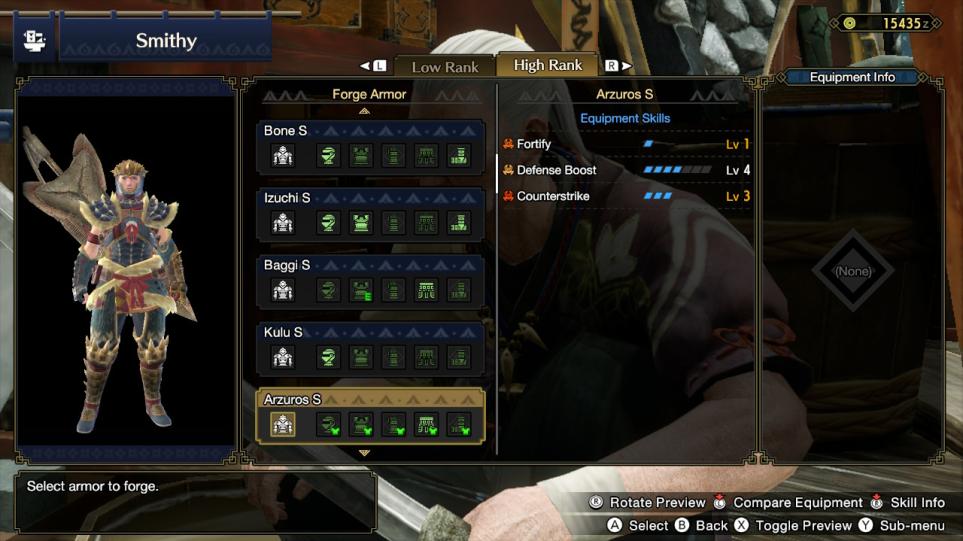 Smithy
15435z
L
Low Rank
High Rank
R
Forge Armor
Bone S
Izuchi S
Baggi S
E
Kulu S
Arzuros S
Arzuros S
Equipment Skills
Fortify Lv 1
Defense Boost Lv 4
Counterstrike Lv 3
Equipment Info
(None)
Select armor to forge.
R Rotate Preview Compare Equipment Skill Info
A Select B Back X Toggle Preview Y Sub-menu